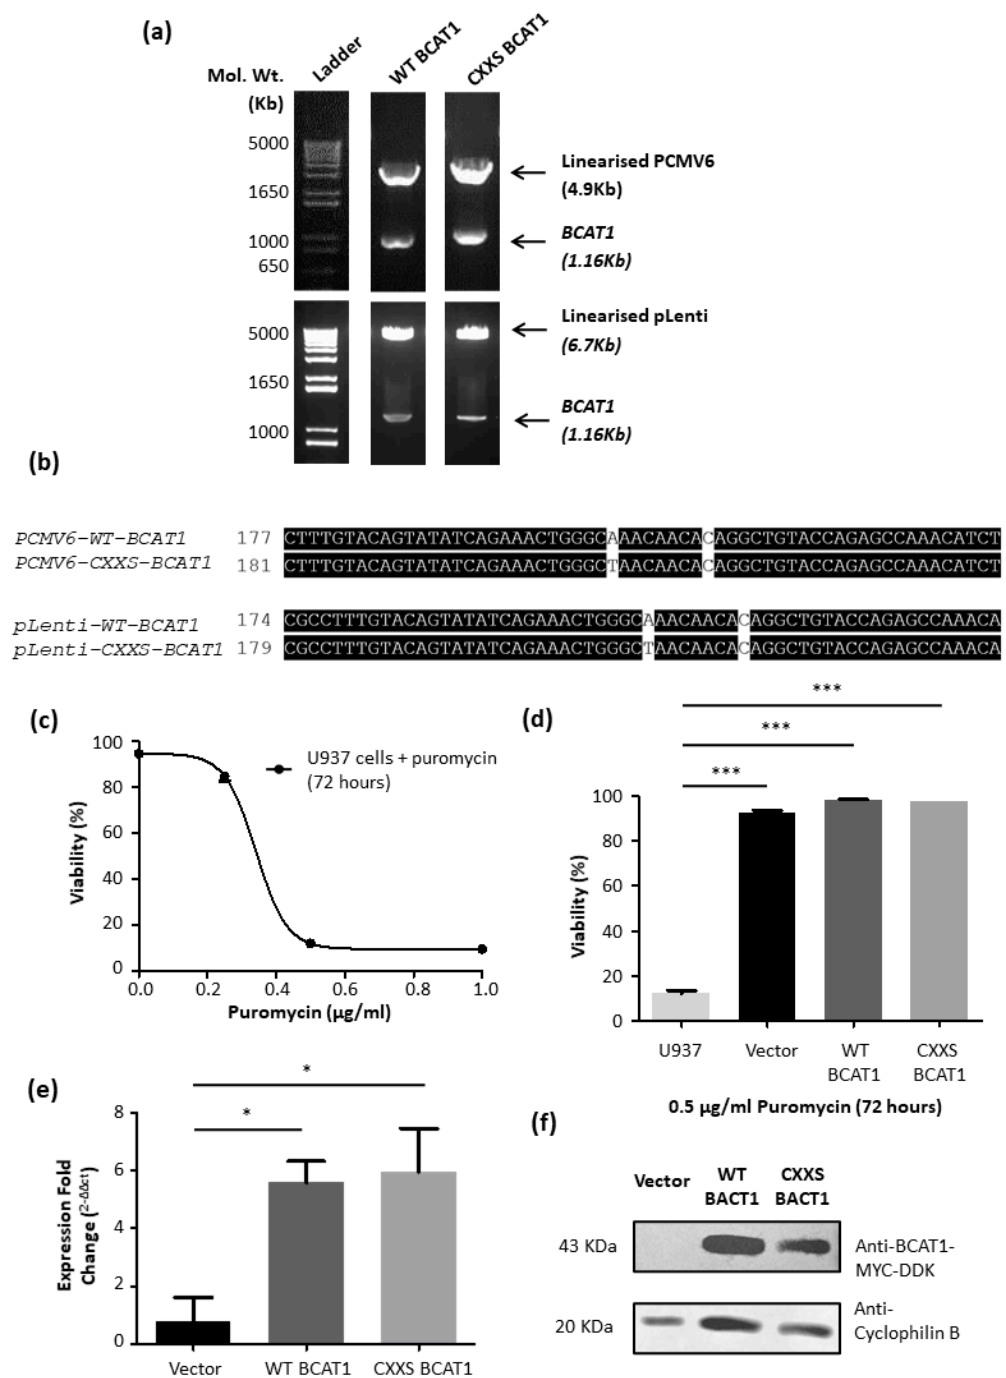 (a)
Mol. Wt.
(Kb)
Ladder
WT BCAT1
CXXS BCAT1
5000
1650
1000
650
Linearised PCMV6
(4.9Kb)
BCAT1
(1.16Kb)
5000
1650
1000
Linearised pLenti
(6.7Kb)
BCAT1
(1.16Kb)
(b)
PCMV6-WT-BCAT1 177 CTTTGTACAGTATATCAGAAACTGGGCAAACAACACAGGCTGTACCAGAGCCAAACATCT
PCMV6-CXXS-BCAT1 181 CTTTGTACAGTATATCAGAAACTGGGCTAACAACACAGGCTGTACCAGAGCCAAACATCT
pLenti-WT-BCAT1 174 CGCCTTTGTACAGTATATCAGAAACTGGGCAAACAACACAGGCTGTACCAGAGCCAAACA
pLenti-CXXS-BCAT1 179 CGCCTTTGTACAGTATATCAGAAACTGGGCTAACAACACAGGCTGTACCAGAGCCAAACA
(c)
Viability (%)
100
80
60
40
20
0
0.0 0.2 0.4 0.6 0.8 1.0
Puromycin (µg/ml)
U937 cells + puromycin
(72 hours)
(d)
***
***
***
Viability (%)
100
80
60
40
20
0
U937 Vector WT BCAT1 CXXS BCAT1
0.5 µg/ml Puromycin (72 hours)
(e)
*
*
Expression Fold
Change (2-ΔΔct)
8
6
4
2
0
Vector WT BCAT1 CXXS BCAT1
(f)
Vector WT BACT1 CXXS BACT1
43 KDa
Anti-BCAT1-
MYC-DDK
20 KDa
Anti-
Cyclophilin B